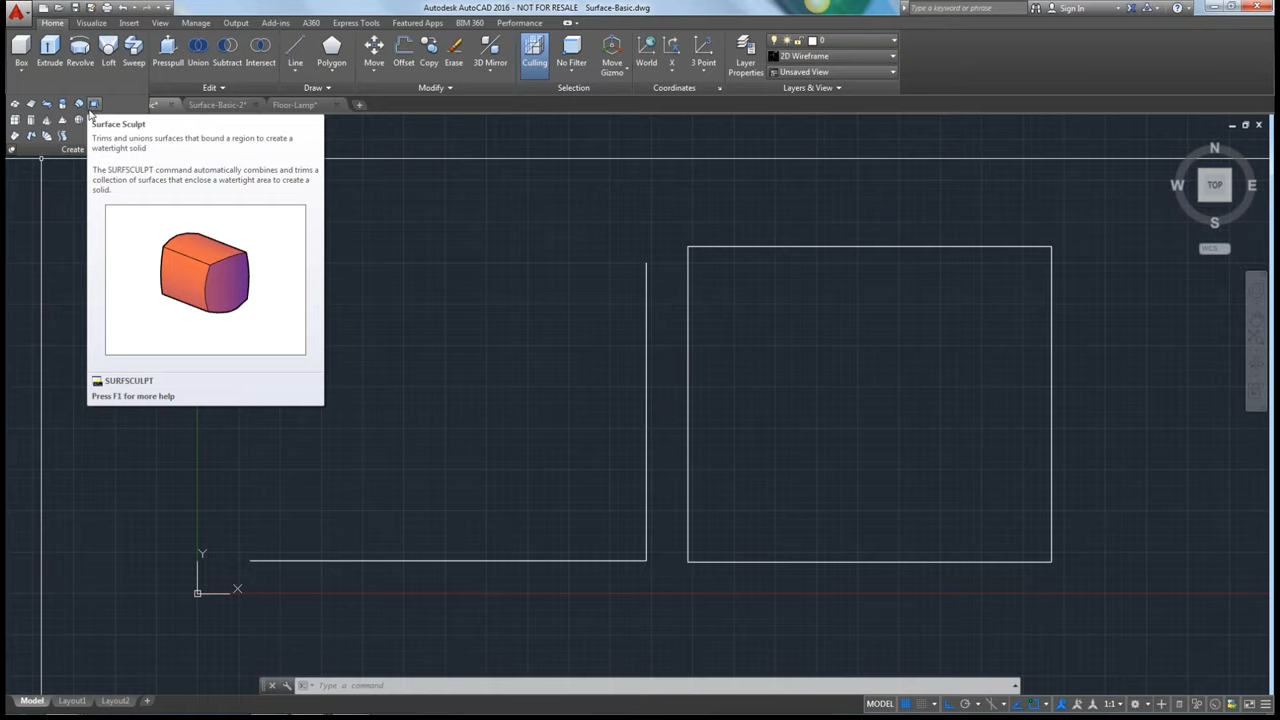 Autodesk AutoCAD 2016 - NOT FOR RESALE Surface-Basic.dwg
Type a keyword or phrase
Sign In
Home Visualize Insert View Manage Output Add-ins A360 Express Tools Featured Apps BIM 360 Performance
Box Extrude Revolve Loft Sweep Presspull Union Subtract Intersect Line Polygon Move Offset Copy Erase 3D Mirror Culling No Filter Move Gizmo World X 3 Point Layer Properties
0
2D Wireframe
Unsaved View
Edit Draw Modify Selection Coordinates Layers & View
Surface-Basic-2* Floor-Lamp*
Create
Surface Sculpt
Trims and unions surfaces that bound a region to create a
watertight solid
The SURFSCULPT command automatically combines and trims a
collection of surfaces that enclose a watertight area to create a
solid.
SURFSCULPT
Press F1 for more help
N
W TOP E
S
WCS
Y
X
Type a command
Model Layout1 Layout2
MODEL 1:1